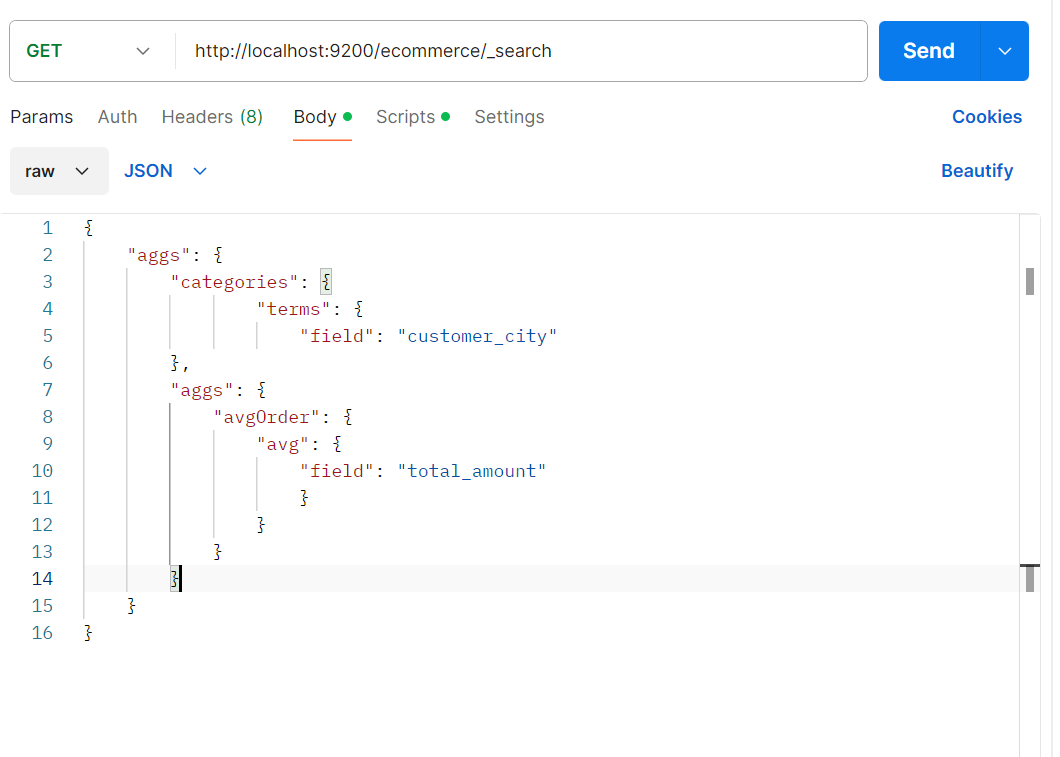 GET http://localhost:9200/ecommerce/_search Send
Params Auth Headers (8) Body Scripts Settings Cookies
raw JSON Beautify
1 {
2 "aggs": {
3 "categories": {
4 "terms": {
5 "field": "customer_city"
6 },
7 "aggs": {
8 "avgOrder": {
9 "avg": {
10 "field": "total_amount"
11 }
12 }
13 }
14 }
15 }
16 }